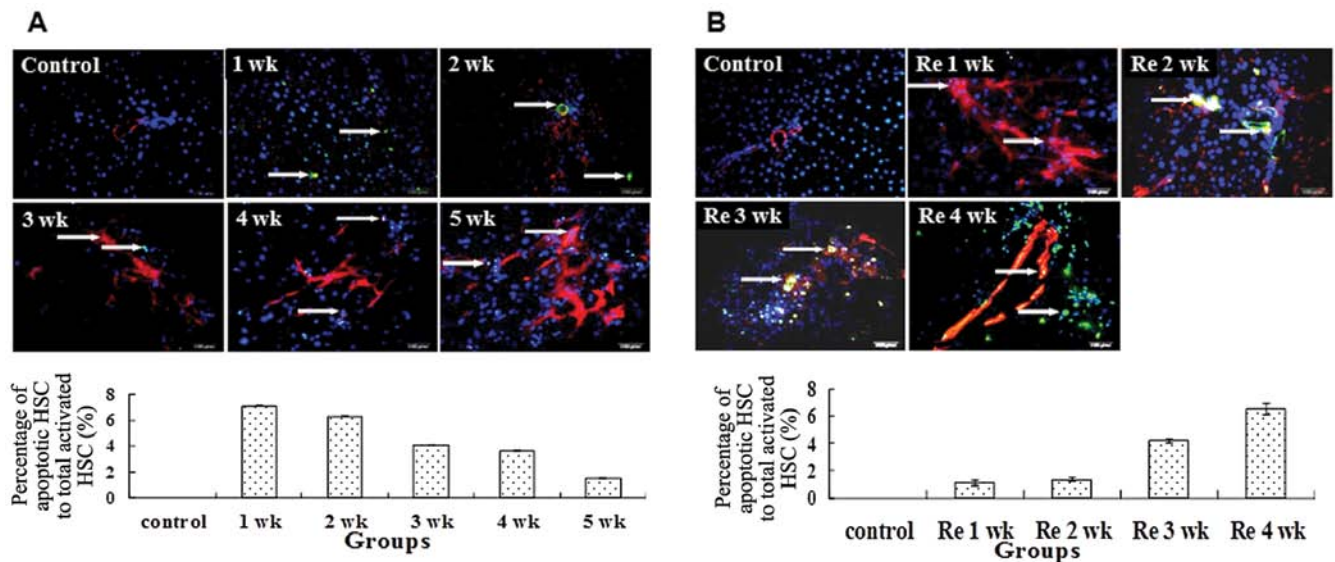 A
Control
1 wk
2 wk
3 wk
4 wk
5 wk
Percentage of
apoptotic HSC
to total activated
HSC (%)
8
6
4
2
0
control
1 wk
2 wk
3 wk
4 wk
5 wk
Groups
B
Control
Re 1 wk
Re 2 wk
Re 3 wk
Re 4 wk
Percentage of
apoptotic HSC
to total activated
HSC (%)
8
6
4
2
0
control
Re 1 wk
Re 2 wk
Re 3 wk
Re 4 wk
Groups